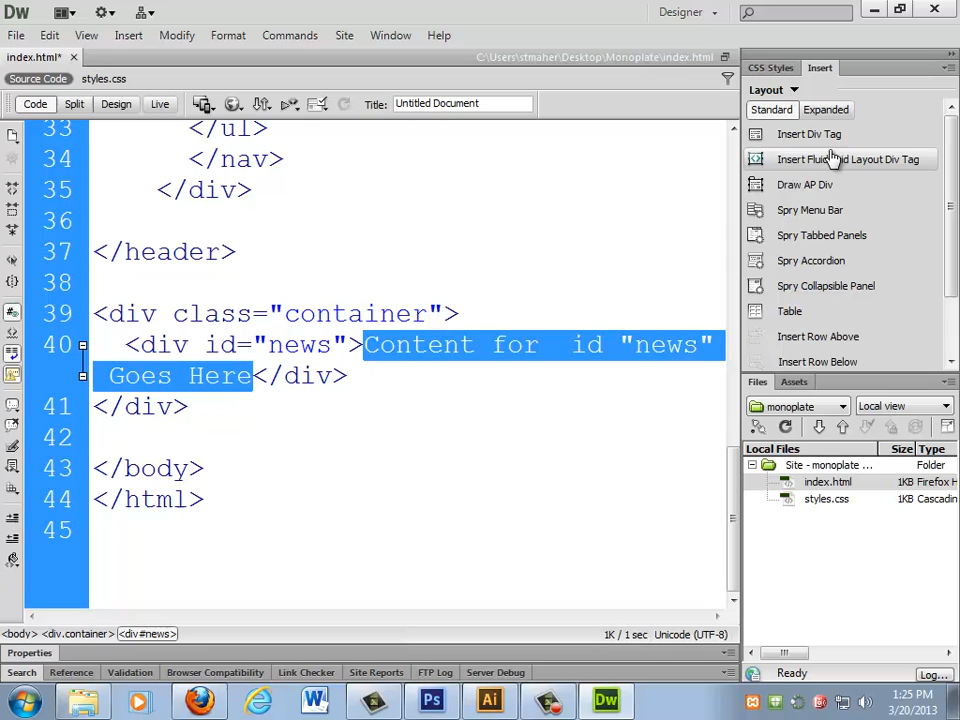 Dw
Designer
File Edit View Insert Modify Format Commands Site Window Help
index.html* C:\Users\stmaher\Desktop\Monoplate\index.html
Source Code styles.css
Code Split Design Live Title: Untitled Document
33 </ul>
34 </nav>
35 </div>
36
37 </header>
38
39 <div class="container">
40 <div id="news">Content for id "news"
Goes Here</div>
41 </div>
42
43 </body>
44 </html>
45
<body> <div.container> <div#news> 1K / 1 sec Unicode (UTF-8)
Properties
Search Reference Validation Browser Compatibility Link Checker Site Reports FTP Log Server Debug
CSS Styles Insert
Layout
Standard Expanded
Insert Div Tag
Insert Flu id Layout Div Tag
Draw AP Div
Spry Menu Bar
Spry Tabbed Panels
Spry Accordion
Spry Collapsible Panel
Table
Insert Row Above
Insert Row Below
Files Assets
monoplate Local view
Local Files Size Type
Site - monoplate ... Folder
index.html 1KB Firefox H
styles.css 1KB Cascadin
Ready Log...
Ps Ai Dw
1:25 PM
3/20/2013